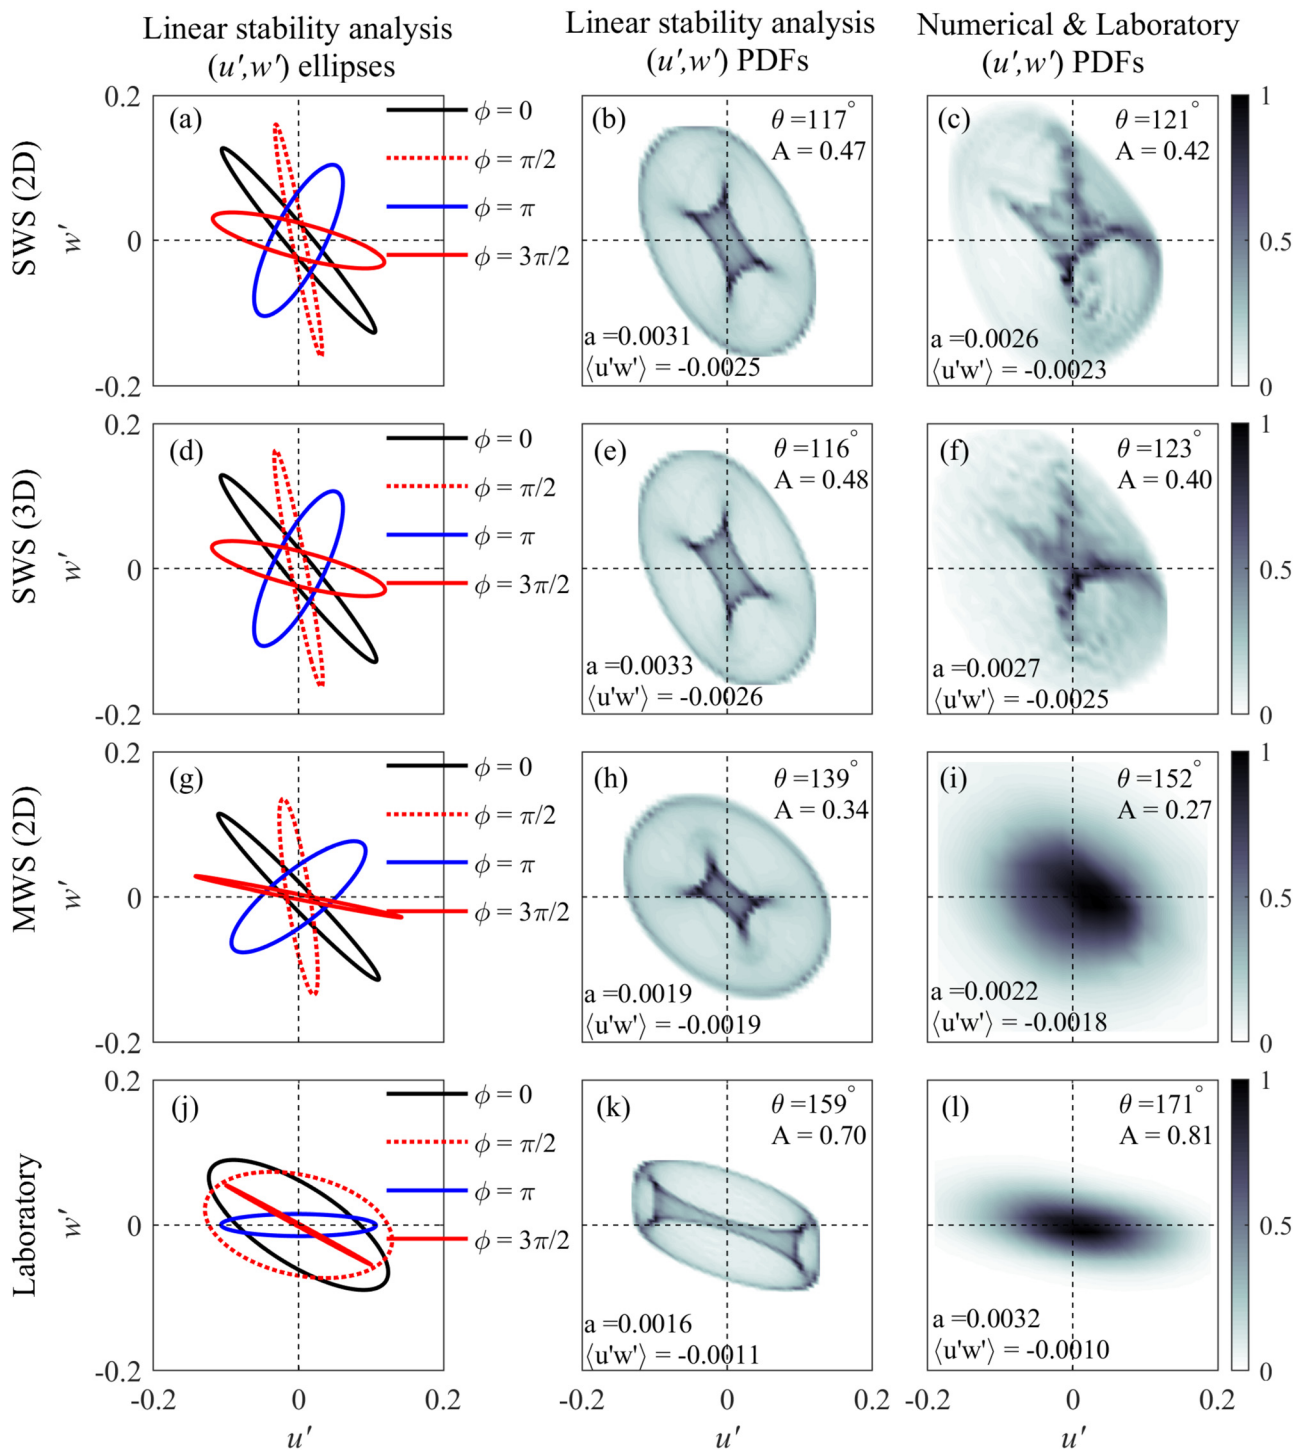 Linear stability analysis
(u',w') ellipses
Linear stability analysis
(u',w') PDFs
Numerical & Laboratory
(u',w') PDFs
SWS (2D)
w'
0.2
0
-0.2
(a)
ϕ = 0
ϕ = π/2
ϕ = π
ϕ = 3π/2
(b)
θ =117°
A = 0.47
a =0.0031
⟨u'w'⟩ = -0.0025
(c)
θ =121°
A = 0.42
a =0.0026
⟨u'w'⟩ = -0.0023
1
0.5
0
SWS (3D)
w'
0.2
0
-0.2
(d)
ϕ = 0
ϕ = π/2
ϕ = π
ϕ = 3π/2
(e)
θ =116°
A = 0.48
a =0.0033
⟨u'w'⟩ = -0.0026
(f)
θ =123°
A = 0.40
a =0.0027
⟨u'w'⟩ = -0.0025
1
0.5
0
MWS (2D)
w'
0.2
0
-0.2
(g)
ϕ = 0
ϕ = π/2
ϕ = π
ϕ = 3π/2
(h)
θ =139°
A = 0.34
a =0.0019
⟨u'w'⟩ = -0.0019
(i)
θ =152°
A = 0.27
a =0.0022
⟨u'w'⟩ = -0.0018
1
0.5
0
Laboratory
w'
0.2
0
-0.2
(j)
ϕ = 0
ϕ = π/2
ϕ = π
ϕ = 3π/2
(k)
θ =159°
A = 0.70
a =0.0016
⟨u'w'⟩ = -0.0011
(l)
θ =171°
A = 0.81
a =0.0032
⟨u'w'⟩ = -0.0010
1
0.5
0
-0.2 0 0.2
u'
-0.2 0 0.2
u'
-0.2 0 0.2
u'